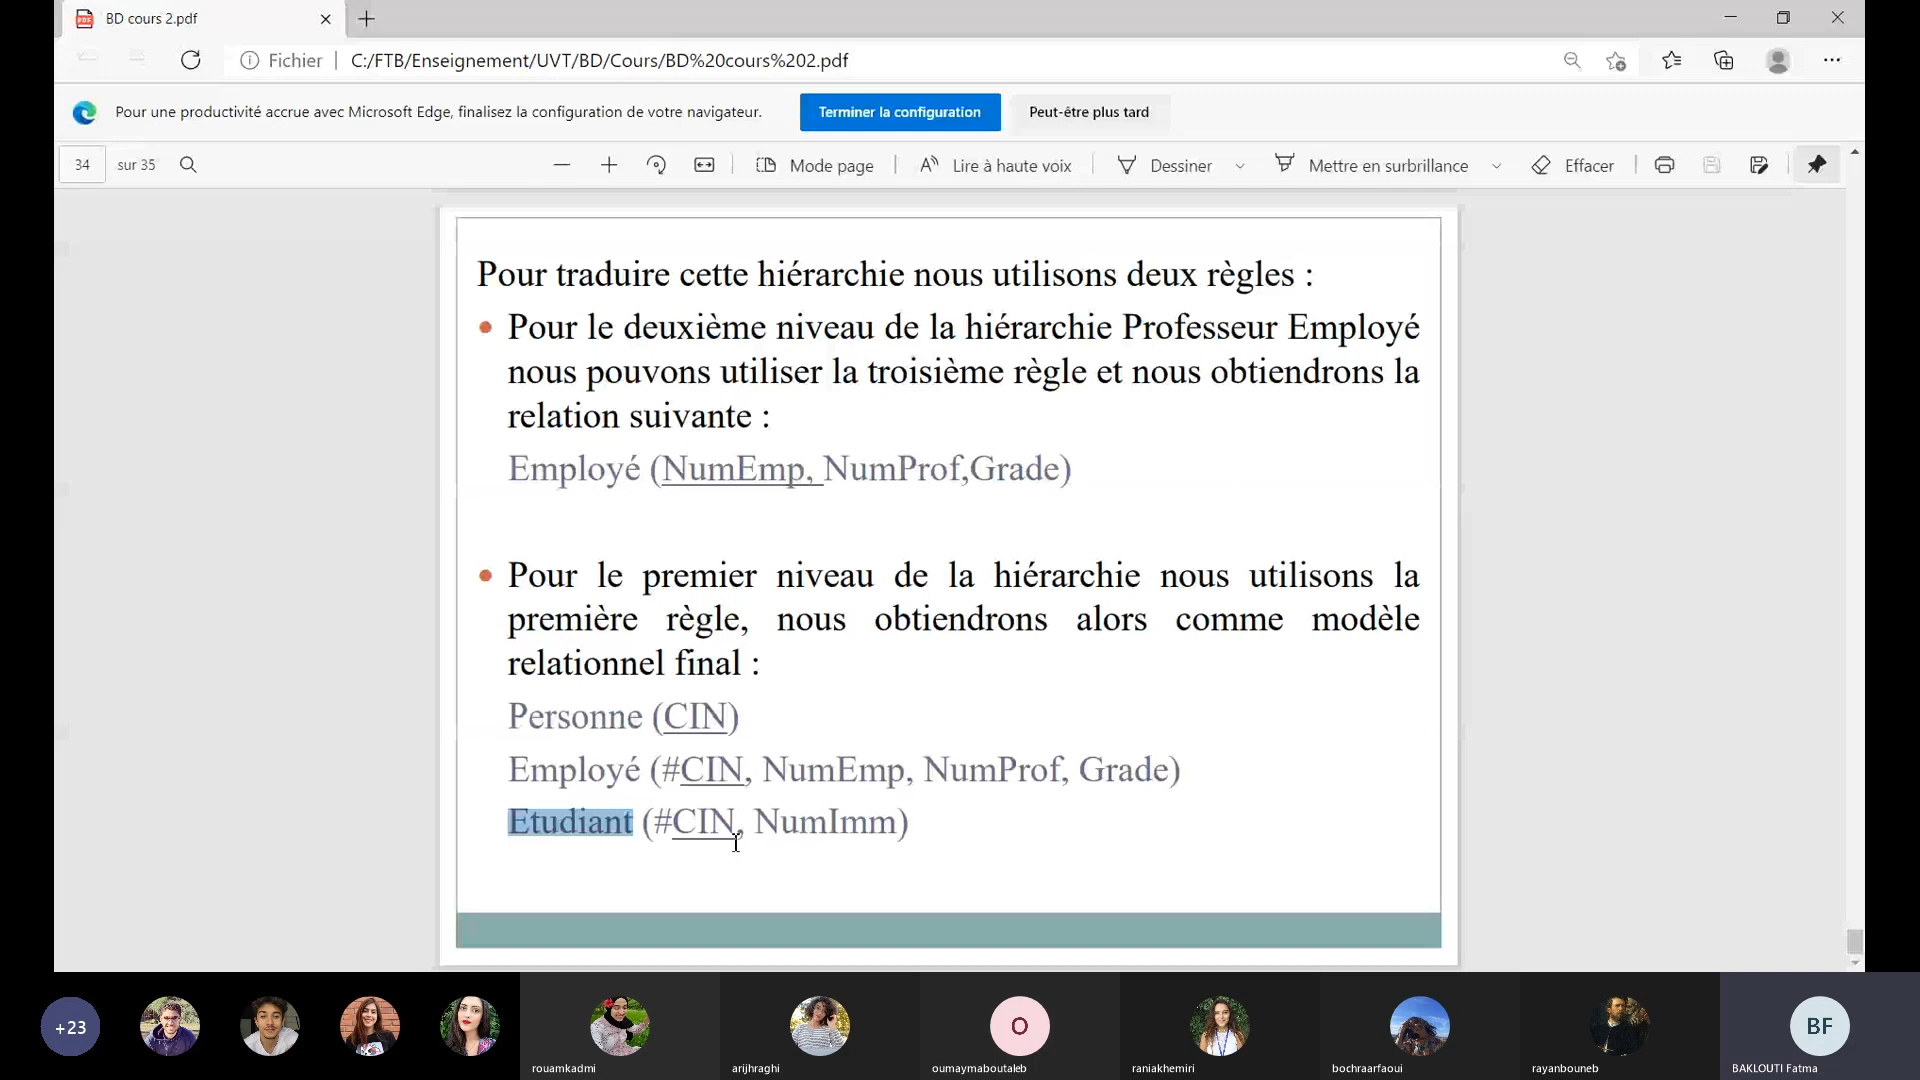 BD cours 2.pdf
Fichier C:/FTB/Enseignement/UVT/BD/Cours/BD%20cours%202.pdf
Pour une productivité accrue avec Microsoft Edge, finalisez la configuration de votre navigateur. Terminer la configuration Peut-être plus tard
34 sur 35 Mode page Lire à haute voix Dessiner Mettre en surbrillance Effacer
Pour traduire cette hiérarchie nous utilisons deux règles :
Pour le deuxième niveau de la hiérarchie Professeur Employé
nous pouvons utiliser la troisième règle et nous obtiendrons la
relation suivante :
Employé (NumEmp, NumProf,Grade)
Pour le premier niveau de la hiérarchie nous utilisons la
première règle, nous obtiendrons alors comme modèle
relationnel final :
Personne (CIN)
Employé (#CIN, NumEmp, NumProf, Grade)
Etudiant (#CIN, NumImm)
+23 O BF
rouamkadmi arijhraghi oumaymaboutaleb raniakhemiri bochraarfaoui rayanbouneb BAKLOUTI Fatma